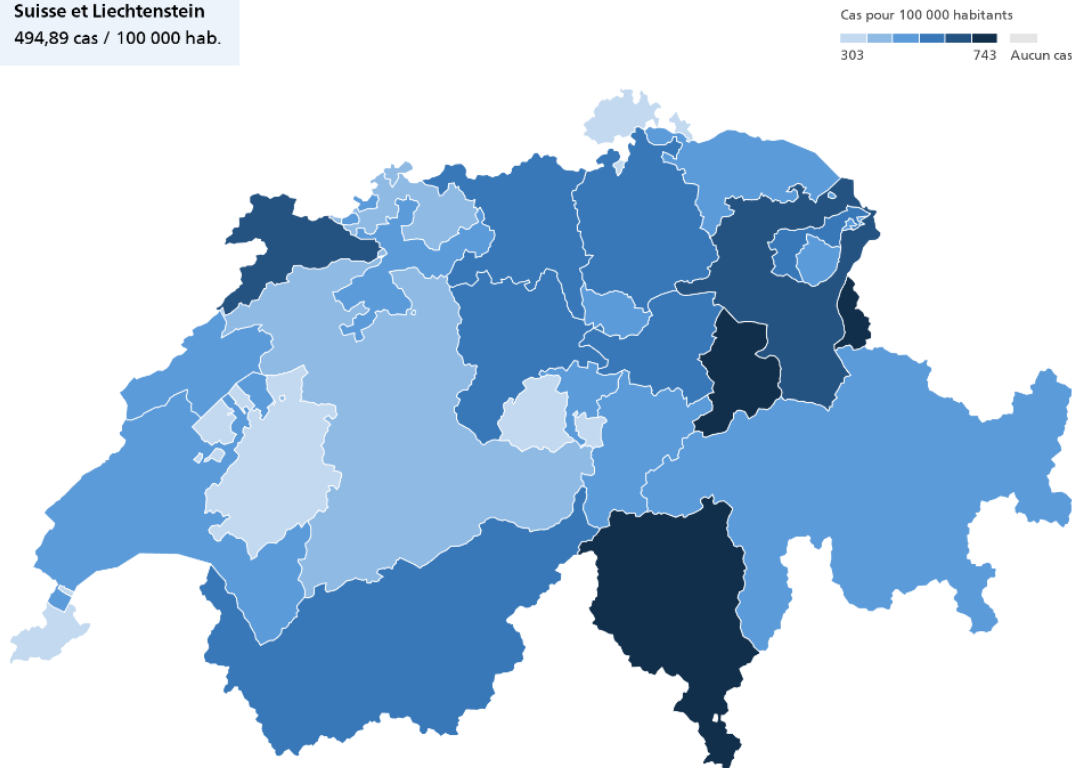 Suisse et Liechtenstein
494,89 cas / 100 000 hab.
Cas pour 100 000 habitants
303 743 Aucun cas